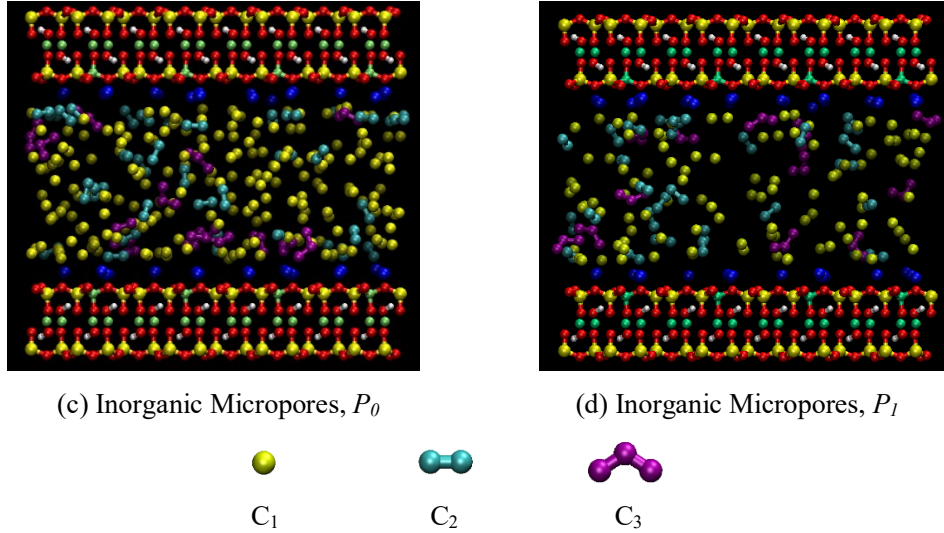 (c) Inorganic Micropores, P₀ (d) Inorganic Micropores, P₁
C₁ C₂ C₃